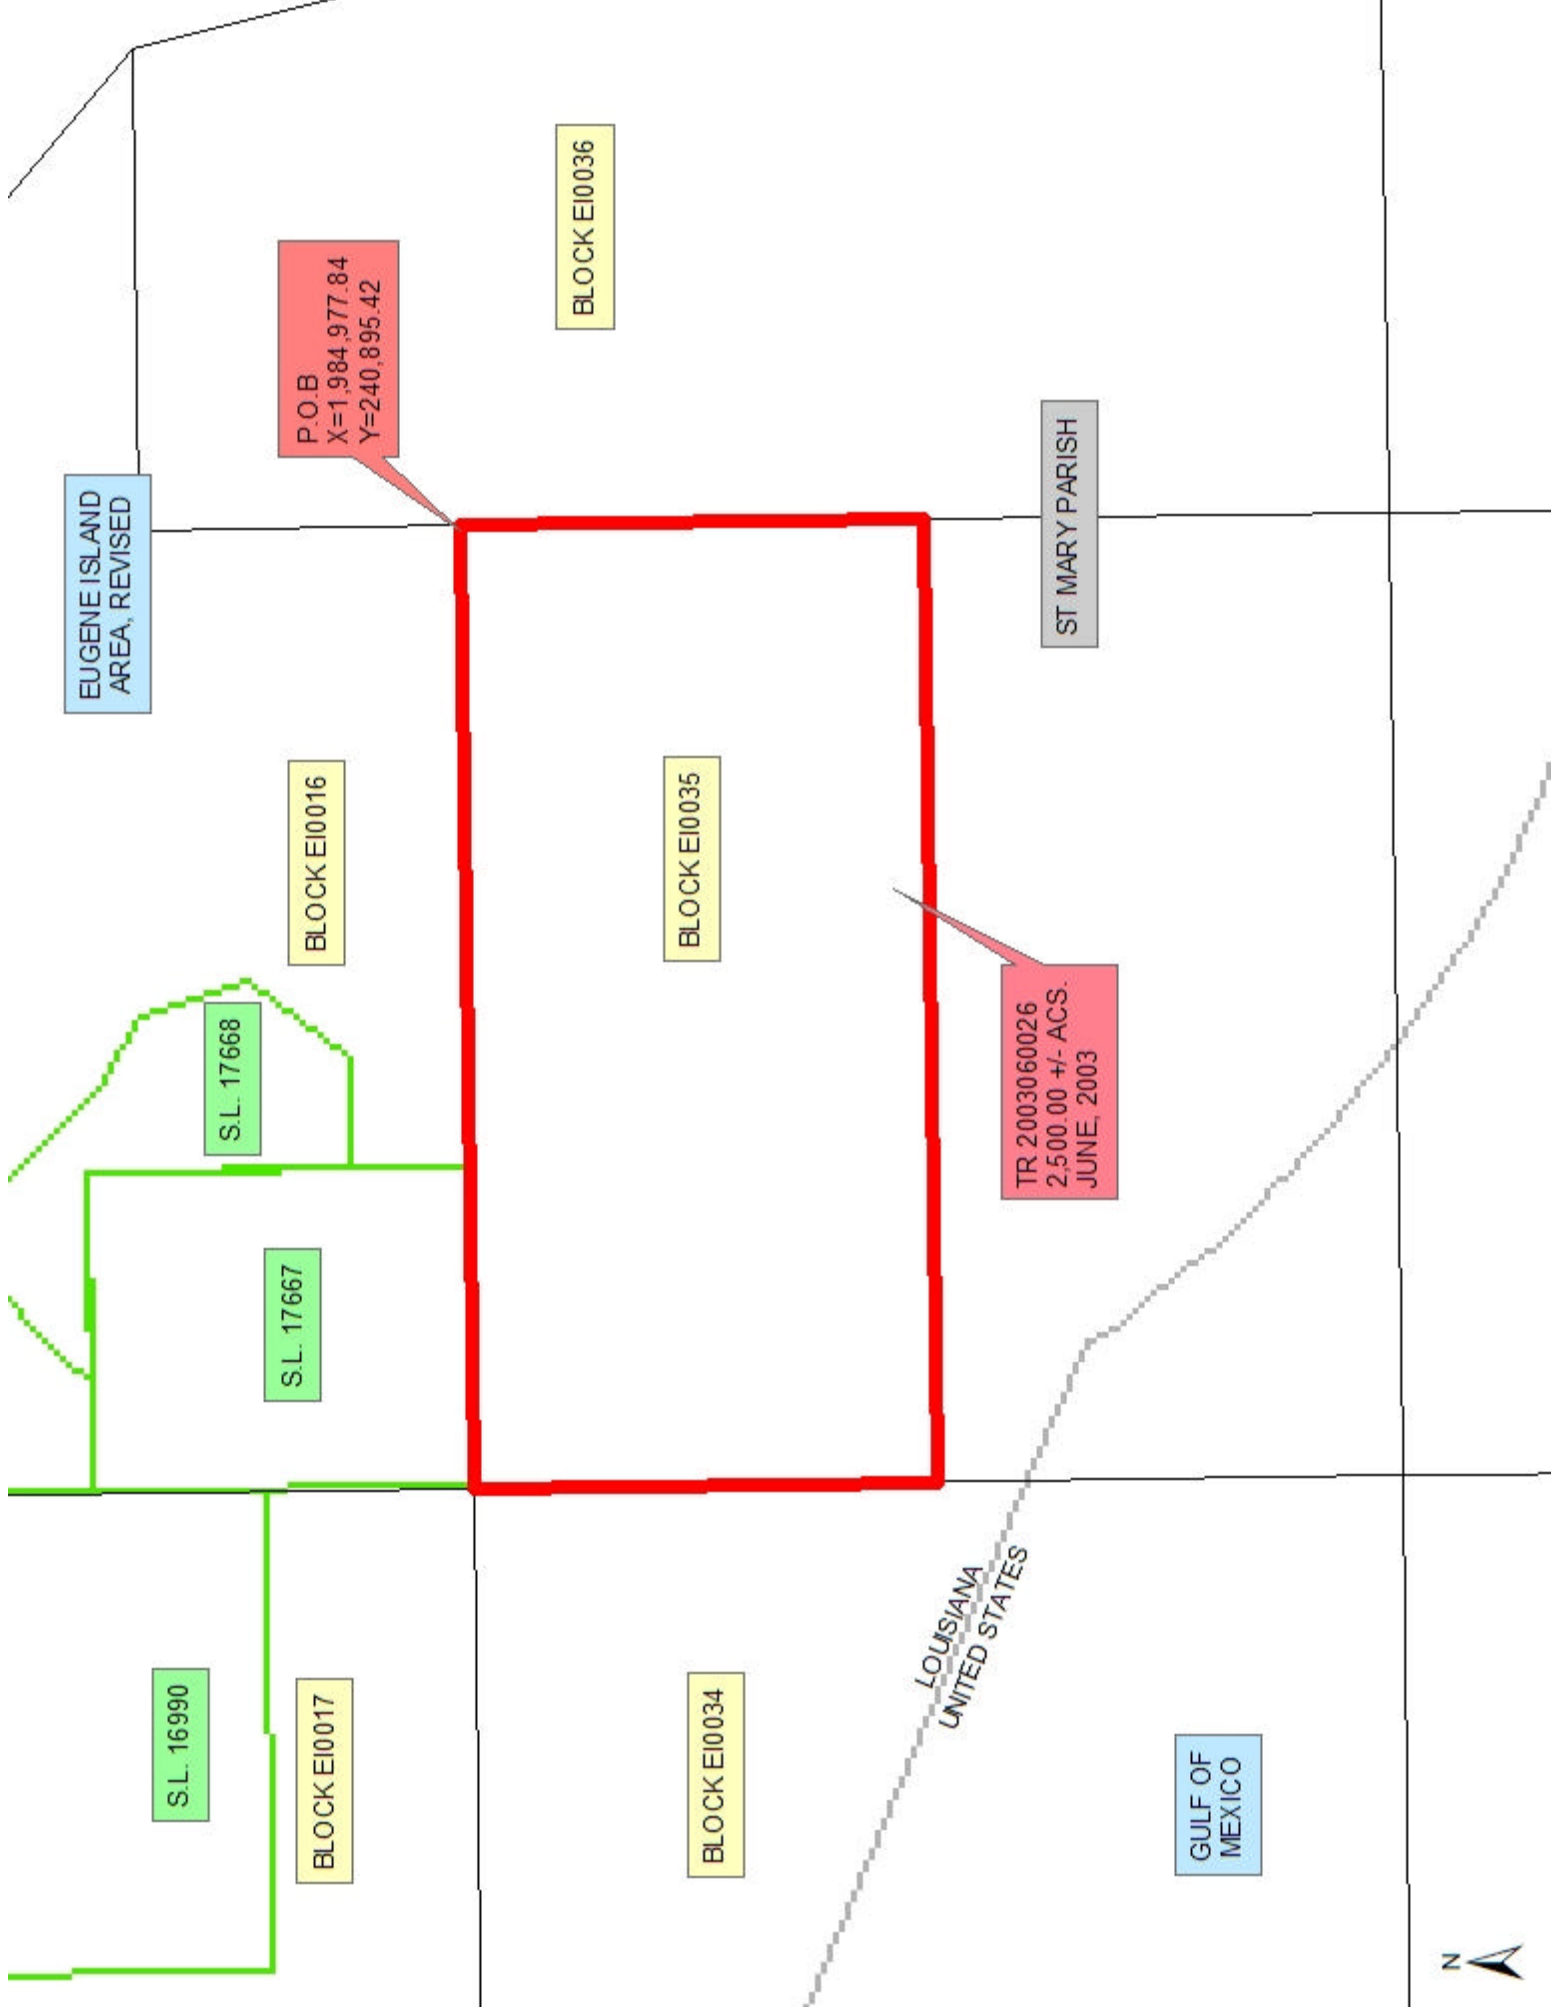 EUGENE ISLAND
AREA, REVISED
S.L. 16990
S.L. 17668
S.L. 17667
BLOCK EI0017
BLOCK EI0016
P.O.B
X=1,984,977.84
Y=240,895.42
BLOCK EI0034
BLOCK EI0035
BLOCK EI0036
LOUISIANA
UNITED STATES
TR 2003060026
2,500.00 +/- ACS.
JUNE, 2003
ST MARY PARISH
GULF OF
MEXICO
N